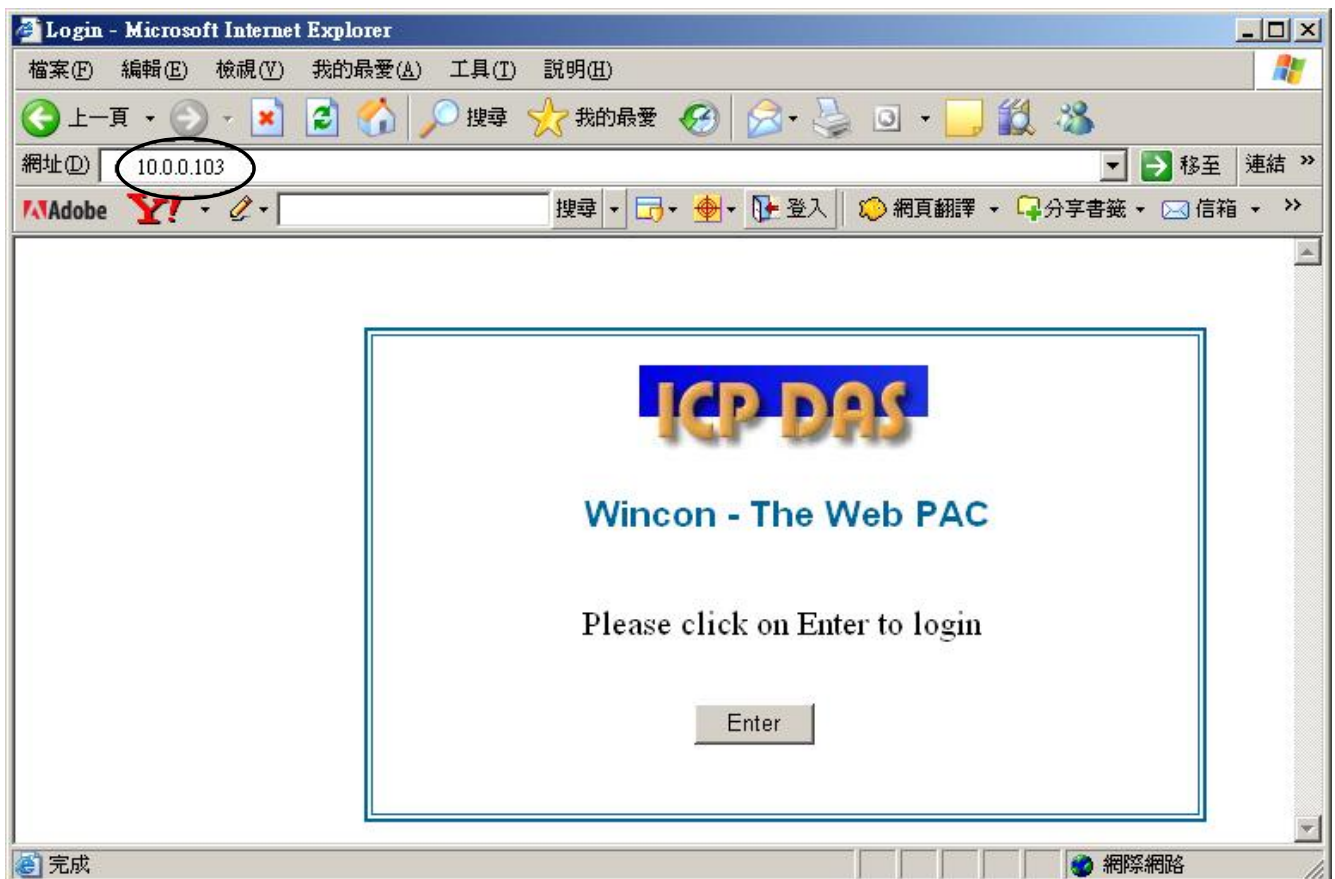 Login - Microsoft Internet Explorer
檔案(F) 編輯(E) 檢視(V) 我的最愛(A) 工具(T) 說明(H)
上一頁 搜尋 我的最愛
網址(D) 10.0.0.103 移至 連結 »
Adobe Y! 搜尋 登入 網頁翻譯 分享書籤 信箱 »
ICP DAS
Wincon - The Web PAC
Please click on Enter to login
Enter
完成 網際網路